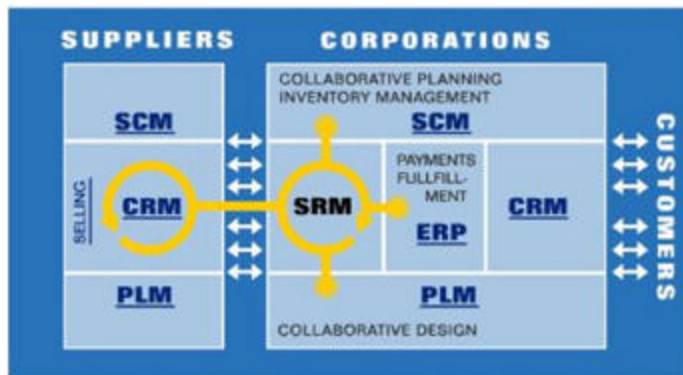 SUPPLIERS
CORPORATIONS
SCM
SELLING
CRM
PLM
COLLABORATIVE PLANNING
INVENTORY MANAGEMENT
SCM
SRM
PAYMENTS
FULLFILL-
MENT
ERP
CRM
PLM
COLLABORATIVE DESIGN
CUSTOMERS